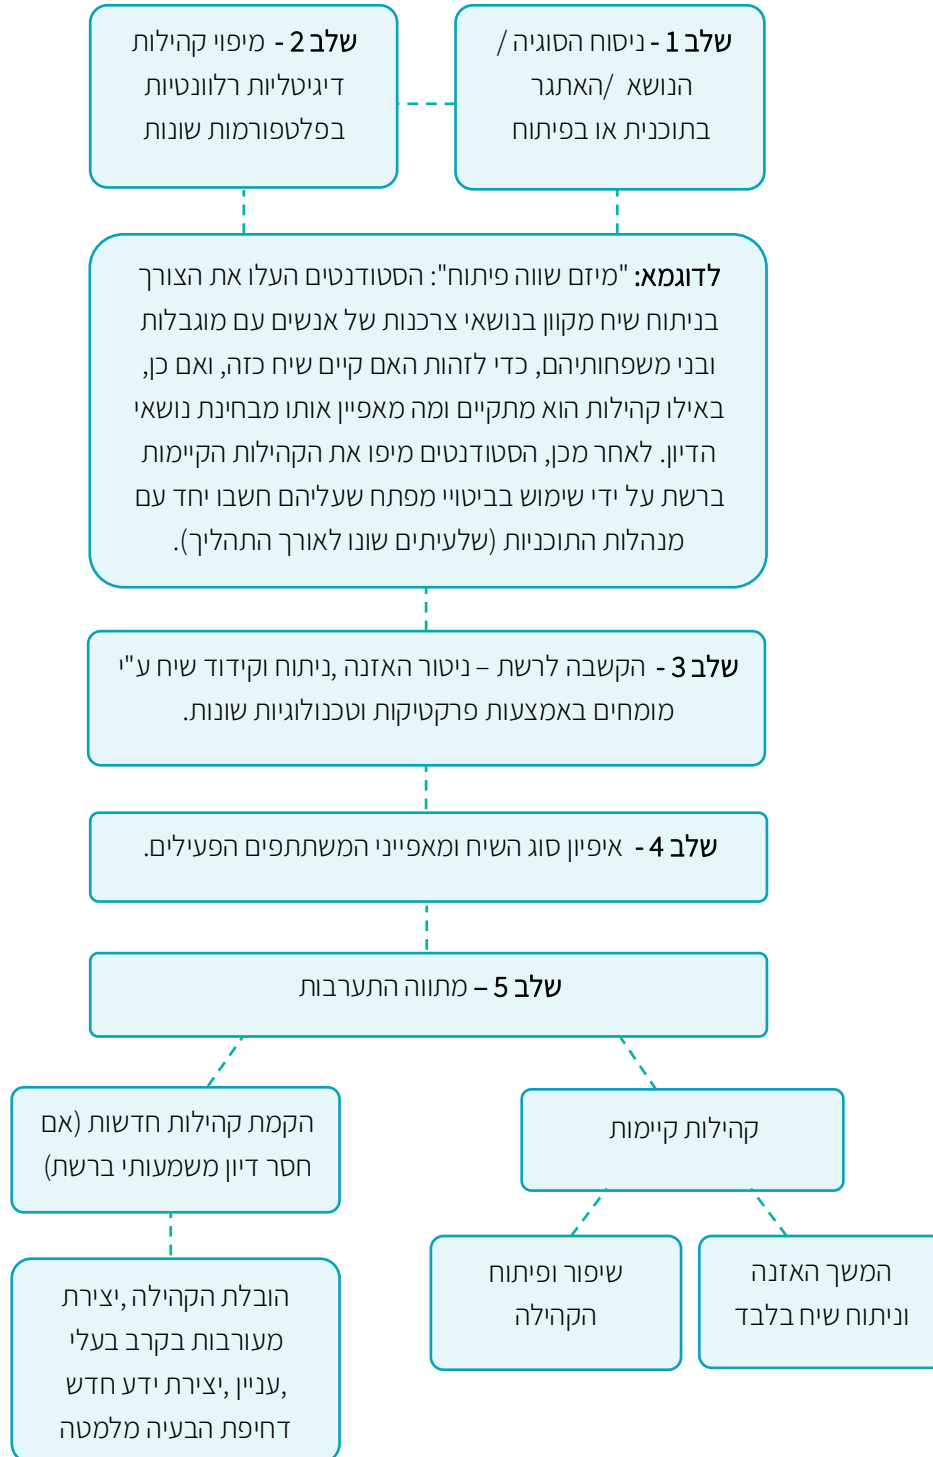 שלב 1 - ניסוח הסוגיה /
הנושא /האתגר
בתוכנית או בפיתוח
שלב 2 - מיפוי קהילות
דיגיטליות רלוונטיות
בפלטפורמות שונות
לדוגמא: "מיזם שווה פיתוח": הסטודנטים העלו את הצורך
בניתוח שיח מקוון בנושאי צרכנות של אנשים עם מוגבלות
ובני משפחותיהם, כדי לזהות האם קיים שיח כזה, ואם כן,
באילו קהילות הוא מתקיים ומה מאפיין אותו מבחינת נושאי
הדיון. לאחר מכן, הסטודנטים מיפו את הקהילות הקיימות
ברשת על ידי שימוש בביטויי מפתח שעליהם חשבו יחד עם
מנהלות התוכניות (שלעיתים שונו לאורך התהליך).
שלב 3 - הקשבה לרשת – ניטור האזנה ,ניתוח וקידוד שיח ע"י
מומחים באמצעות פרקטיקות וטכנולוגיות שונות.
שלב 4 - איפיון סוג השיח ומאפייני המשתתפים הפעילים.
שלב 5 – מתווה התערבות
קהילות קיימות
המשך האזנה
וניתוח שיח בלבד
שיפור ופיתוח
הקהילה
הקמת קהילות חדשות (אם
חסר דיון משמעותי ברשת)
הובלת הקהילה ,יצירת
מעורבות בקרב בעלי
,עניין ,יצירת ידע חדש
דחיפת הבעיה מלמטה